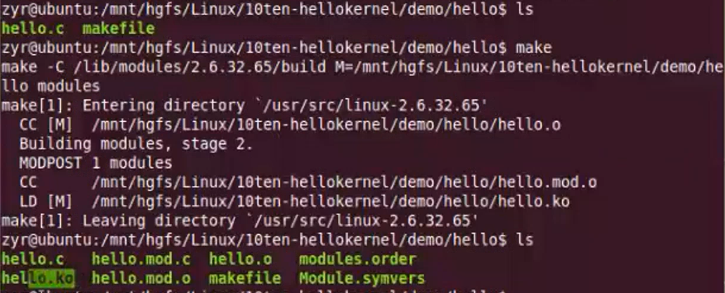 zyr@ubuntu:/mnt/hgfs/Linux/10ten-hellokernel/demo/hello$ ls
hello.c  makefile
zyr@ubuntu:/mnt/hgfs/Linux/10ten-hellokernel/demo/hello$ make
make -C /lib/modules/2.6.32.65/build M=/mnt/hgfs/Linux/10ten-hellokernel/demo/he
llo modules
make[1]: Entering directory `/usr/src/linux-2.6.32.65'
  CC [M]  /mnt/hgfs/Linux/10ten-hellokernel/demo/hello/hello.o
  Building modules, stage 2.
  MODPOST 1 modules
  CC      /mnt/hgfs/Linux/10ten-hellokernel/demo/hello/hello.mod.o
  LD [M]  /mnt/hgfs/Linux/10ten-hellokernel/demo/hello/hello.ko
make[1]: Leaving directory `/usr/src/linux-2.6.32.65'
zyr@ubuntu:/mnt/hgfs/Linux/10ten-hellokernel/demo/hello$ ls
hello.c   hello.mod.c  hello.o   modules.order
hello.ko  hello.mod.o  makefile  Module.symvers